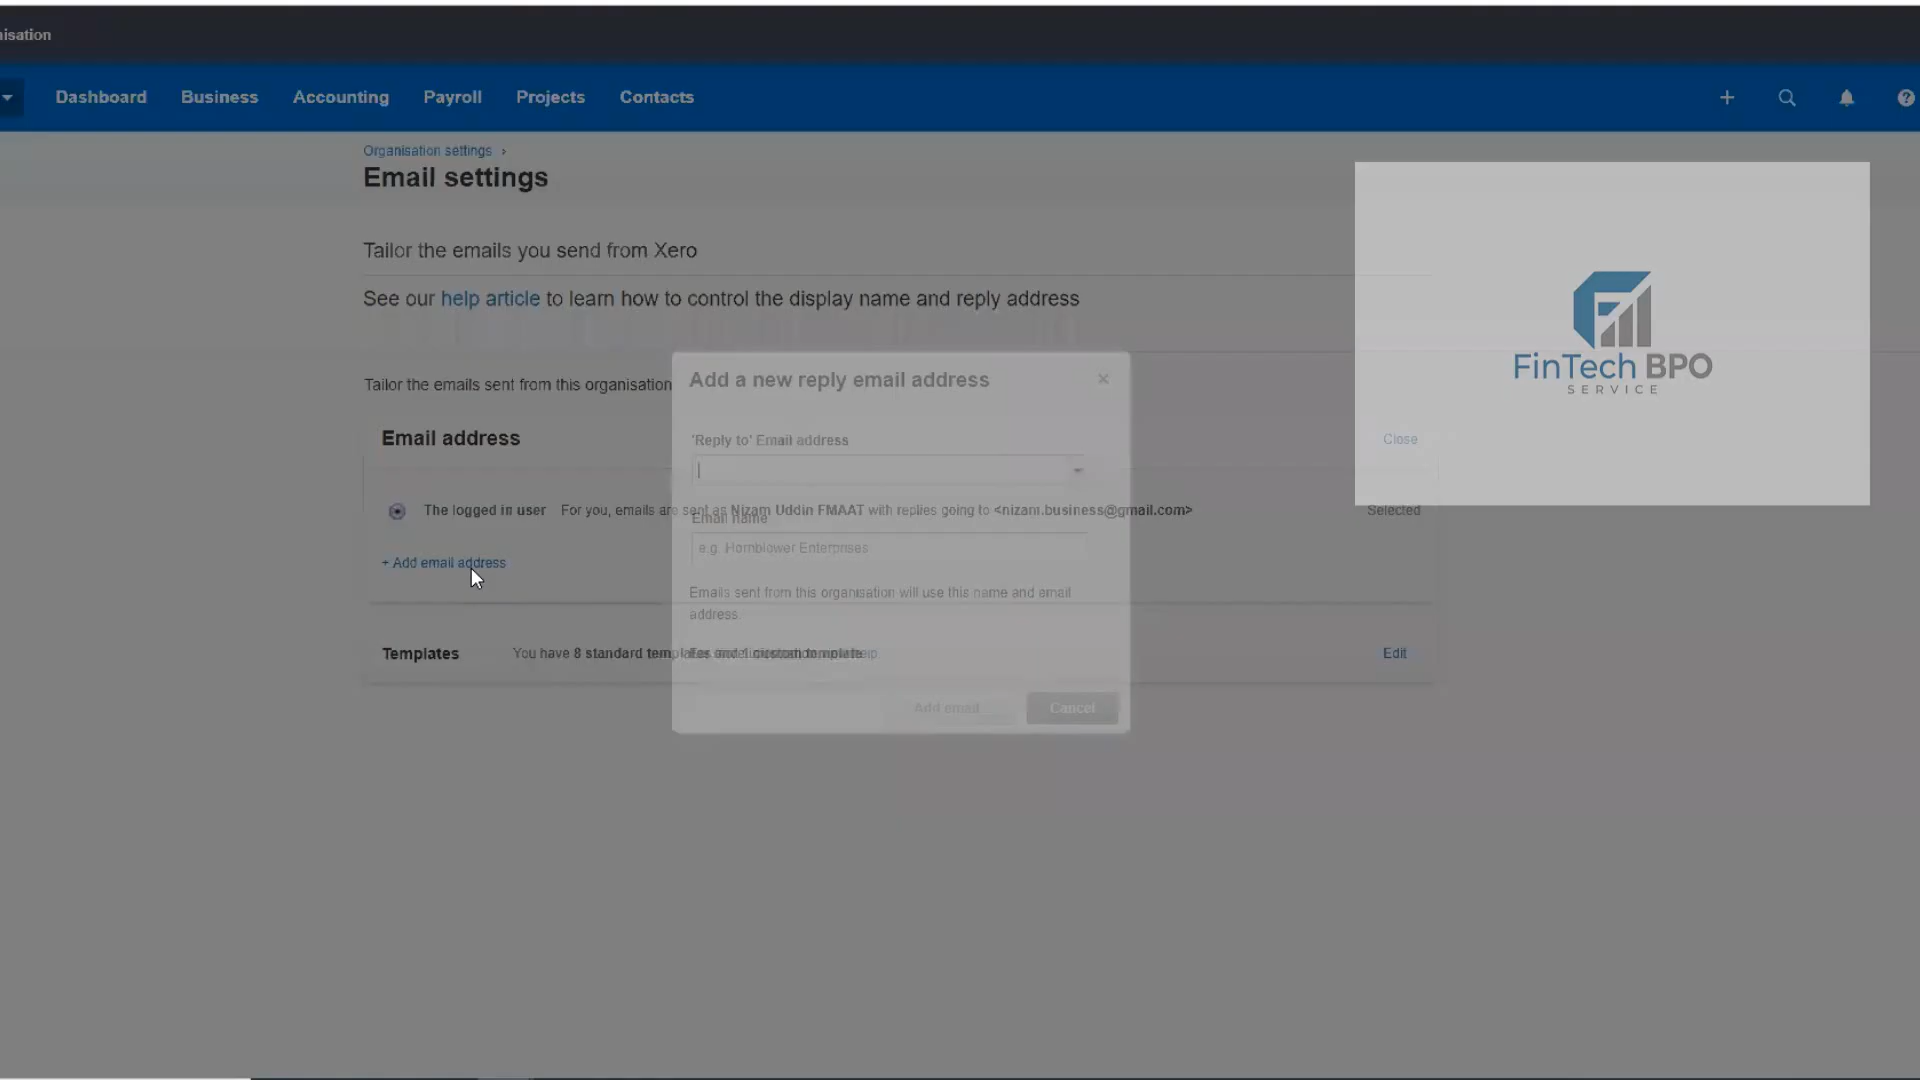 nisation
Dashboard Business Accounting Payroll Projects Contacts
Organisation settings ›
Email settings
Tailor the emails you send from Xero
See our help article to learn how to control the display name and reply address
FinTech BPO
SERVICE
Add a new reply email address ×
Tailor the emails sent from this organisation
Email address
Close
'Reply to' Email address
The logged in user For you, emails are sent as Nizam Uddin FMAAT with replies going to <nizam.business@gmail.com> Selected
Email name
e.g. Hornblower Enterprises
+ Add email address
Emails sent from this organisation will use this name and email
address.
Templates You have 8 standard templates and 1 custom template Edit
Add email Cancel